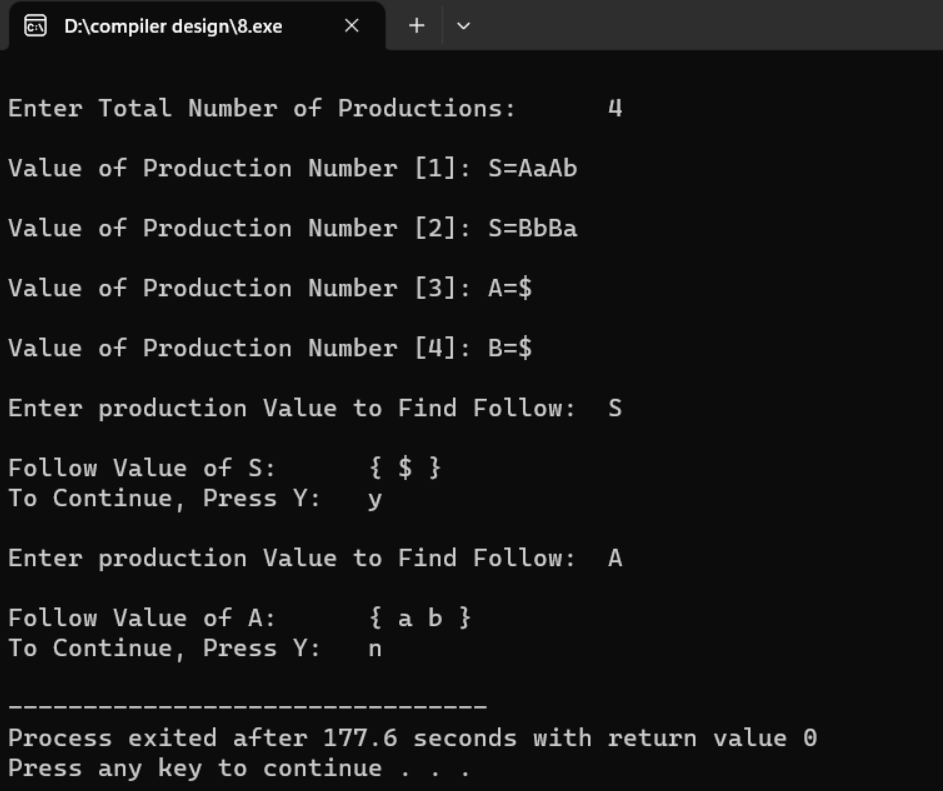 D:\compiler design\8.exe
Enter Total Number of Productions: 4
Value of Production Number [1]: S=AaAb
Value of Production Number [2]: S=BbBa
Value of Production Number [3]: A=$
Value of Production Number [4]: B=$
Enter production Value to Find Follow: S
Follow Value of S: { $ }
To Continue, Press Y: y
Enter production Value to Find Follow: A
Follow Value of A: { a b }
To Continue, Press Y: n
--------------------------------
Process exited after 177.6 seconds with return value 0
Press any key to continue . . .